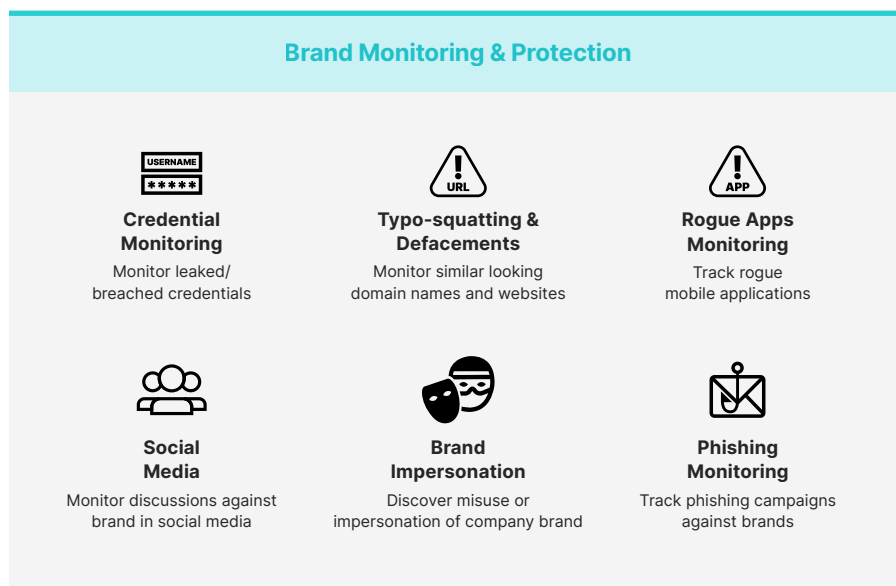 Brand Monitoring & Protection
USERNAME
*****
Credential
Monitoring
Monitor leaked/
breached credentials
!
URL
Typo-squatting &
Defacements
Monitor similar looking
domain names and websites
!
APP
Rogue Apps
Monitoring
Track rogue
mobile applications
Social
Media
Monitor discussions against
brand in social media
Brand
Impersonation
Discover misuse or
impersonation of company brand
Phishing
Monitoring
Track phishing campaigns
against brands